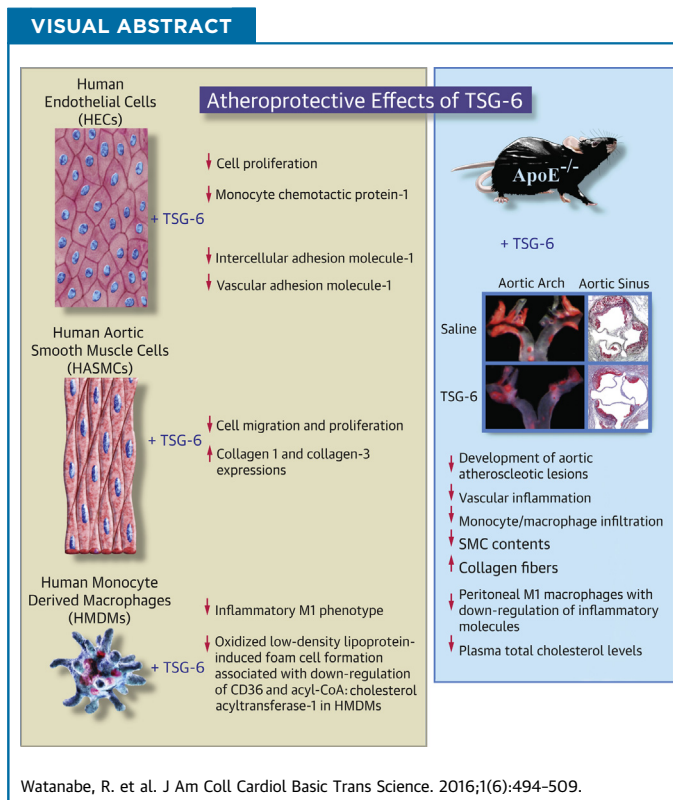 VISUAL ABSTRACT
Atheroprotective Effects of TSG-6
Human
Endothelial Cells
(HECs)
+ TSG-6
Cell proliferation
Monocyte chemotactic protein-1
Intercellular adhesion molecule-1
Vascular adhesion molecule-1
Human Aortic
Smooth Muscle Cells
(HASMCs)
+ TSG-6
Cell migration and proliferation
Collagen 1 and collagen-3
expressions
Human Monocyte
Derived Macrophages
(HMDMs)
+ TSG-6
Inflammatory M1 phenotype
Oxidized low-density lipoprotein-
induced foam cell formation
associated with down-regulation
of CD36 and acyl-CoA: cholesterol
acyltransferase-1 in HMDMs
ApoE-/-
+ TSG-6
Aortic Arch Aortic Sinus
Saline
TSG-6
Development of aortic
atheroscleotic lesions
Vascular inflammation
Monocyte/macrophage infiltration
SMC contents
Collagen fibers
Peritoneal M1 macrophages with
down-regulation of inflammatory
molecules
Plasma total cholesterol levels
Watanabe, R. et al. J Am Coll Cardiol Basic Trans Science. 2016;1(6):494–509.